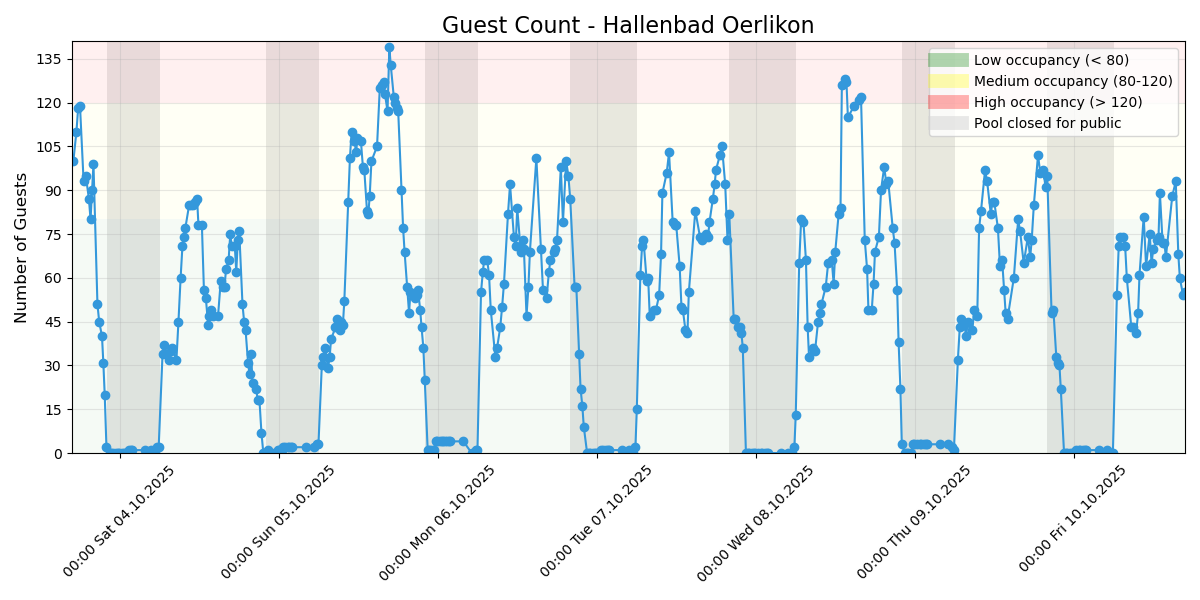 Guest Count - Hallenbad Oerlikon
Number of Guests
135
120
105
90
75
60
45
30
15
0
Low occupancy (< 80)
Medium occupancy (80-120)
High occupancy (> 120)
Pool closed for public
00:00 Sat 04.10.2025
00:00 Sun 05.10.2025
00:00 Mon 06.10.2025
00:00 Tue 07.10.2025
00:00 Wed 08.10.2025
00:00 Thu 09.10.2025
00:00 Fri 10.10.2025